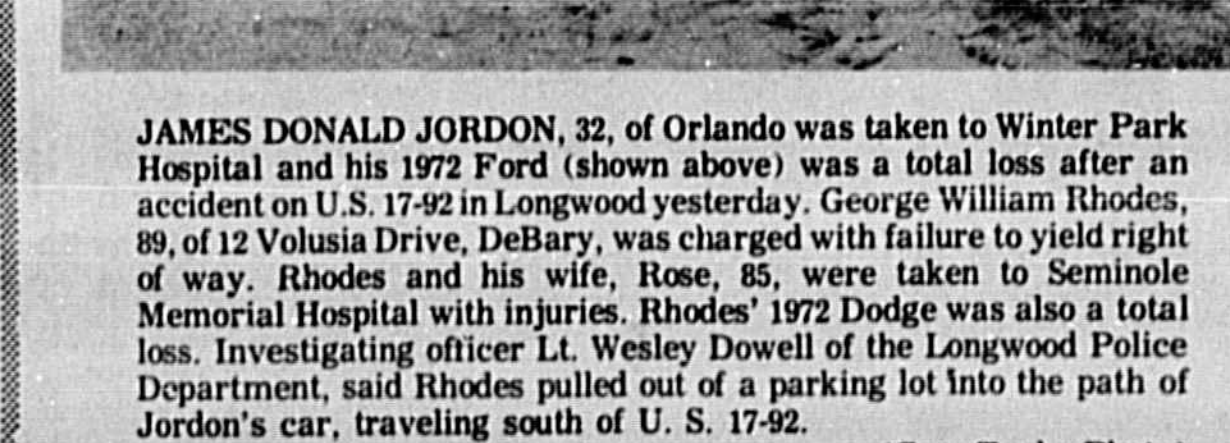 JAMES DONALD JORDON, 32, of Orlando was taken to Winter Park
Hospital and his 1972 Ford (shown above) was a total loss after an
accident on U.S. 17-92 in Longwood yesterday. George William Rhodes,
89, of 12 Volusia Drive, DeBary, was charged with failure to yield right
of way. Rhodes and his wife, Rose, 85, were taken to Seminole
Memorial Hospital with injuries. Rhodes' 1972 Dodge was also a total
loss. Investigating officer Lt. Wesley Dowell of the Longwood Police
Department, said Rhodes pulled out of a parking lot into the path of
Jordon's car, traveling south of U. S. 17-92.